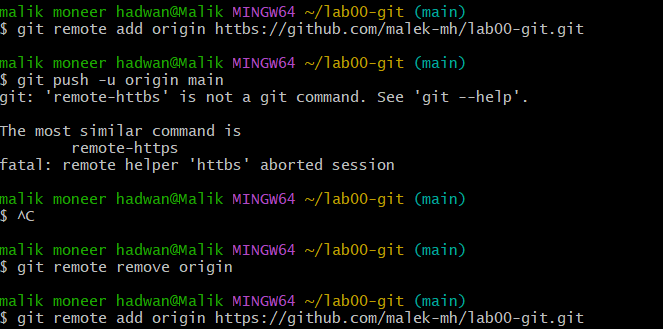 malik moneer hadwan@Malik MINGW64 ~/lab00-git (main)
$ git remote add origin httbs://github.com/malek-mh/lab00-git.git
malik moneer hadwan@Malik MINGW64 ~/lab00-git (main)
$ git push -u origin main
git: 'remote-httbs' is not a git command. See 'git --help'.
The most similar command is
remote-https
fatal: remote helper 'httbs' aborted session
malik moneer hadwan@Malik MINGW64 ~/lab00-git (main)
$ ^C
malik moneer hadwan@Malik MINGW64 ~/lab00-git (main)
$ git remote remove origin
malik moneer hadwan@Malik MINGW64 ~/lab00-git (main)
$ git remote add origin https://github.com/malek-mh/lab00-git.git